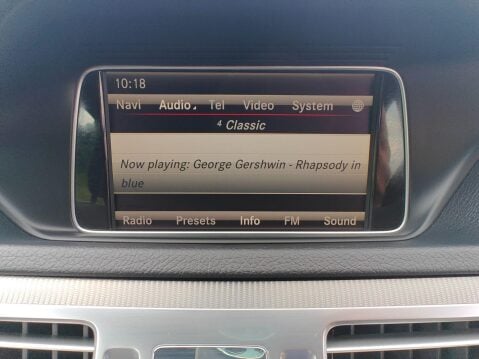 10:18
Navi Audio Tel Video System
4 Classic
Now playing: George Gershwin - Rhapsody in
blue
Radio Presets Info FM Sound